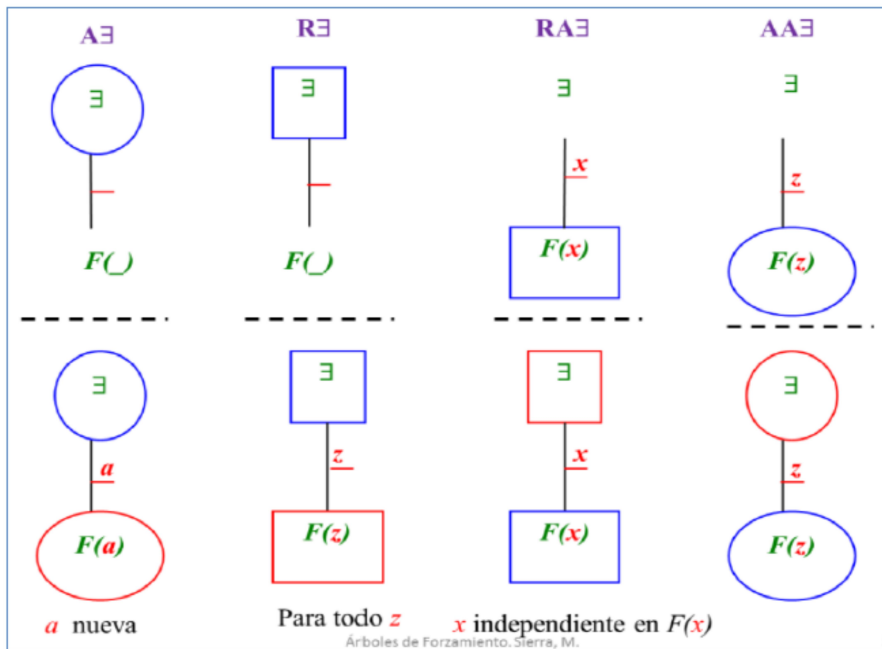 A∃ R∃ RA∃ AA∃
∃ ∃ ∃ ∃
x z
F(_) F(_) F(x) F(z)
∃ ∃ ∃ ∃
a z x z
F(a) F(z) F(x) F(z)
a nueva Para todo z x independiente en F(x)
Árboles de Forzamiento. Sierra, M.